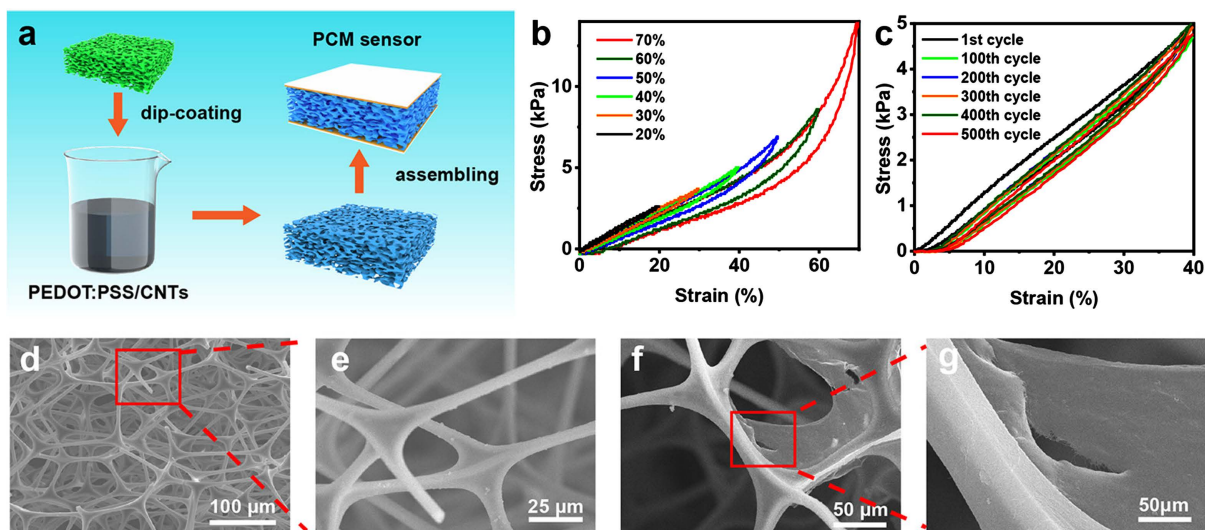 a
PCM sensor
dip-coating
assembling
PEDOT:PSS/CNTs
b
Stress (kPa)
10
5
0
70%
60%
50%
40%
30%
20%
0 20 40 60
Strain (%)
c
Stress (kPa)
5
4
3
2
1
0
1st cycle
100th cycle
200th cycle
300th cycle
400th cycle
500th cycle
0 10 20 30 40
Strain (%)
d
100 μm
e
25 μm
f
50 μm
g
50μm